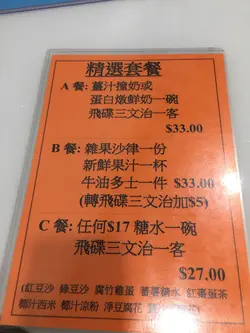 精選套餐
A 餐: 薑汁撞奶或
蛋白燉鮮奶一碗
飛碟三文治一客
$33.00
B 餐: 雜果沙律一份
新鮮果汁一杯
牛油多士一件 $33.00
(轉飛碟三文治加$5)
C 餐: 任何$17 糖水一碗
飛碟三文治一客
$27.00
(紅豆沙 綠豆沙 腐竹雞蛋 蕃薯糖水 紅棗蛋茶
椰汁西米 椰汁涼粉 淨豆腐花